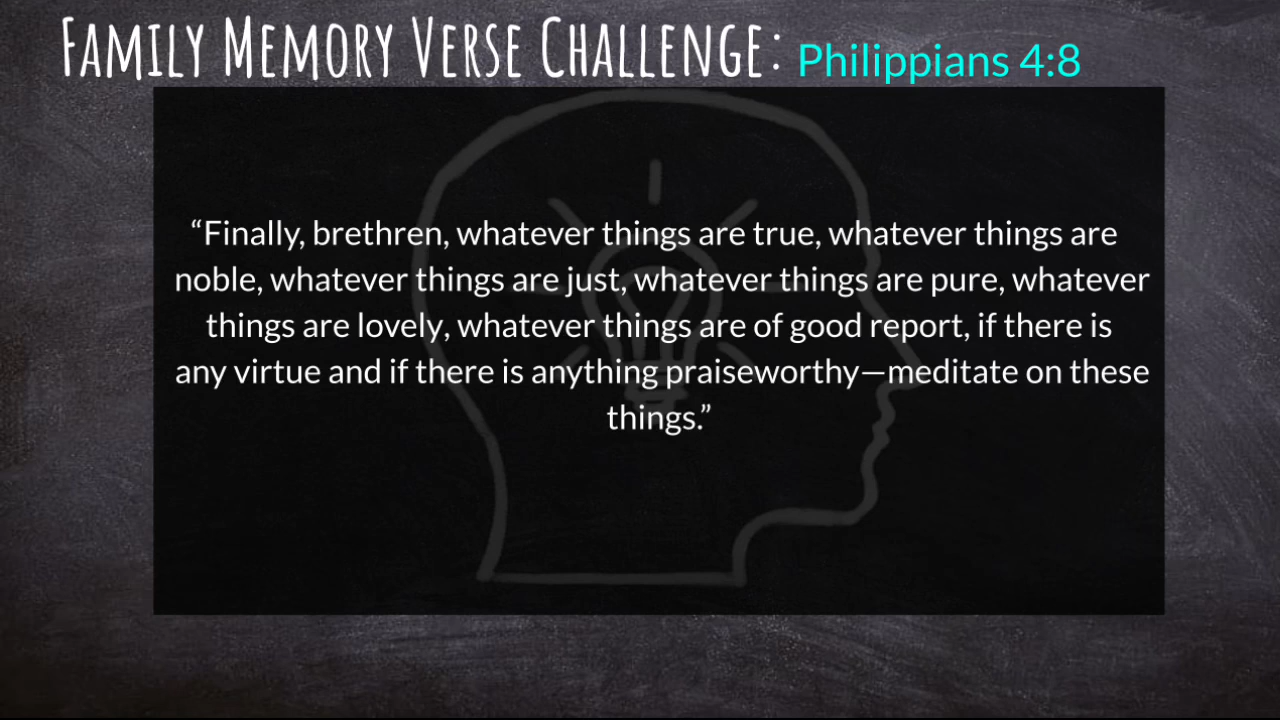 FAMILY MEMORY VERSE CHALLENGE: Philippians 4:8
“Finally, brethren, whatever things are true, whatever things are
noble, whatever things are just, whatever things are pure, whatever
things are lovely, whatever things are of good report, if there is
any virtue and if there is anything praiseworthy—meditate on these
things.”